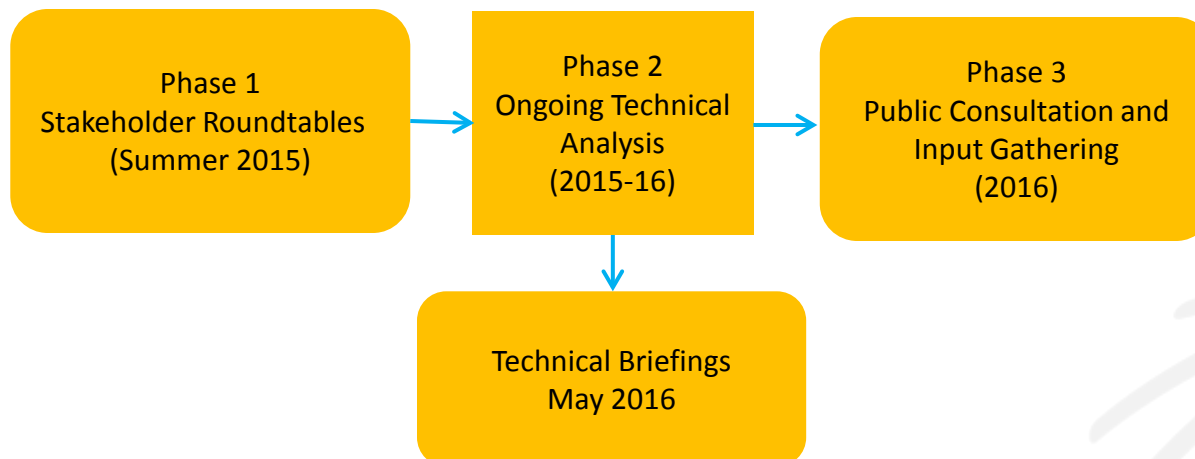 Phase 1
Stakeholder Roundtables
(Summer 2015)
Phase 2
Ongoing Technical
Analysis
(2015-16)
Phase 3
Public Consultation and
Input Gathering
(2016)
Technical Briefings
May 2016